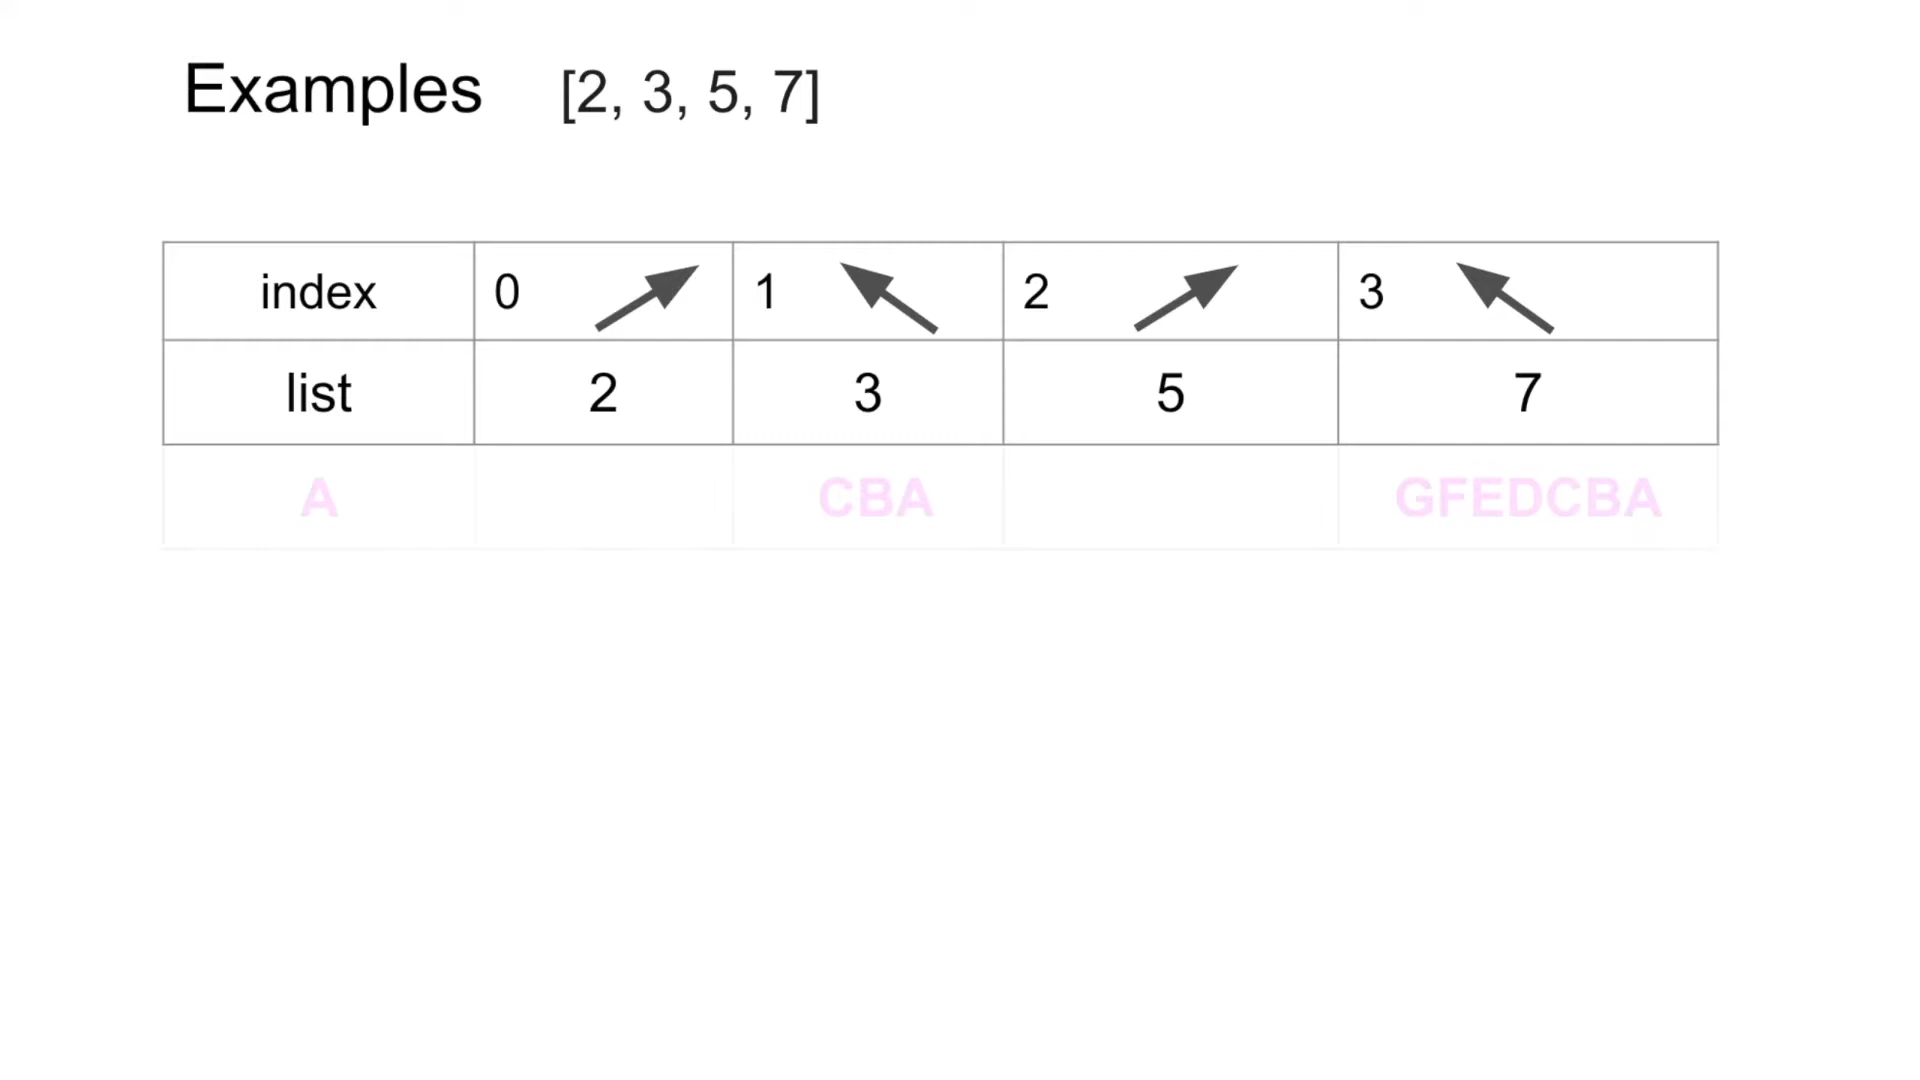 Examples [2, 3, 5, 7]
index 0 1 2 3
list 2 3 5 7
A CBA GFEDCBA